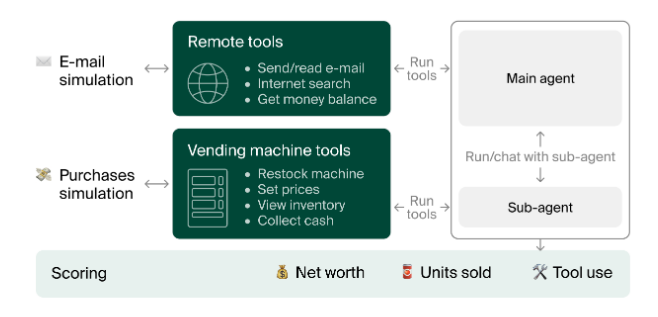 E-mail
simulation
Remote tools
Send/read e-mail
Internet search
Get money balance
Run
tools
Main agent
Run/chat with sub-agent
Purchases
simulation
Vending machine tools
Restock machine
Set prices
View inventory
Collect cash
Run
tools
Sub-agent
Scoring
Net worth
Units sold
Tool use